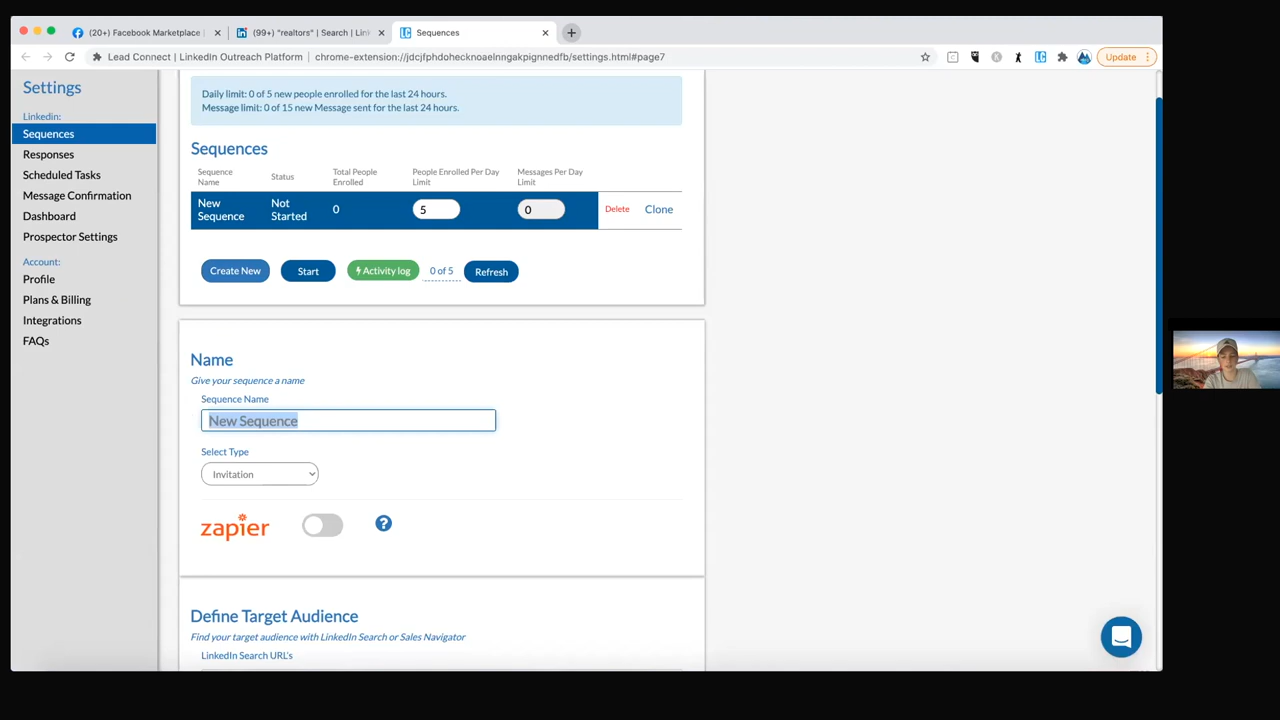 (20+) Facebook Marketplace
(99+) "realtors" | Search | Lin
Sequences
Lead Connect | LinkedIn Outreach Platform
chrome-extension://jdcjfphdohecknoaelnngakpignnedfb/settings.html#page7
Update
Settings
Linkedin:
Sequences
Responses
Scheduled Tasks
Message Confirmation
Dashboard
Prospector Settings
Account:
Profile
Plans & Billing
Integrations
FAQs
Daily limit: 0 of 5 new people enrolled for the last 24 hours.
Message limit: 0 of 15 new Message sent for the last 24 hours.
Sequences
Sequence Name
Status
Total People Enrolled
People Enrolled Per Day Limit
Messages Per Day Limit
New Sequence
Not Started
0
5
0
Delete
Clone
Create New
Start
Activity log
0 of 5
Refresh
Name
Give your sequence a name
Sequence Name
New Sequence
Select Type
Invitation
zapier
?
Define Target Audience
Find your target audience with LinkedIn Search or Sales Navigator
LinkedIn Search URL's